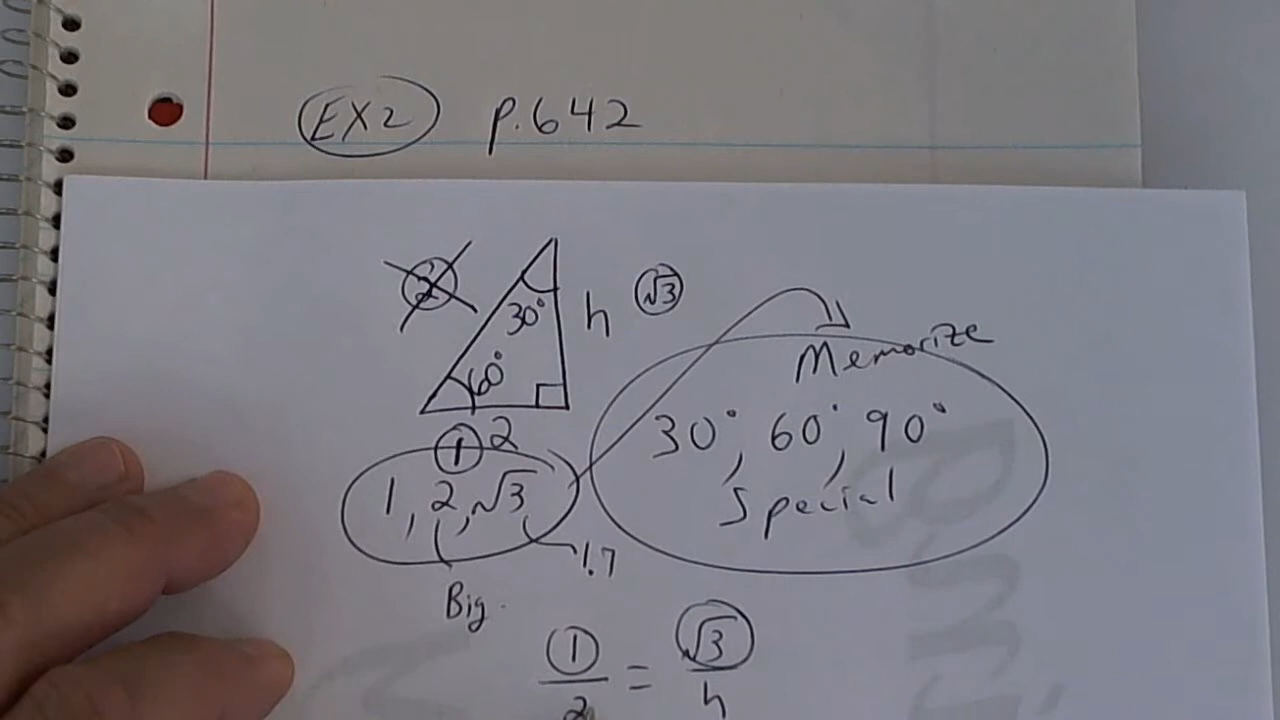 EX2 p.642
2 h √3
30°
60°
Memorize
30°, 60°, 90°
Special
1 2
1, 2, √3
1.7
Big.
1/2 = √3/h